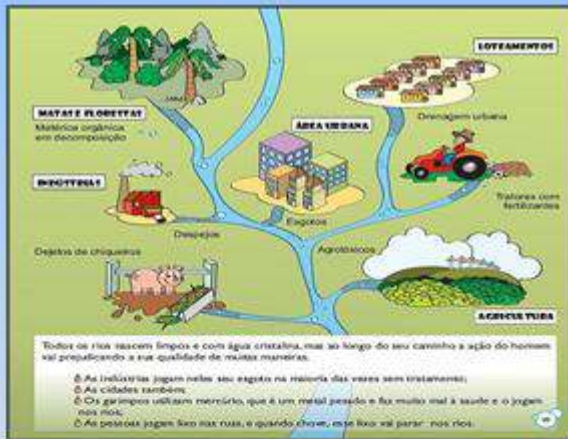 LOTEAMENTOS
MATAS E FLORESTAS
Matéria orgânica
em decomposição
Drenagem urbana
ÁREA URBANA
INDÚSTRIAS
Tratores com
fertilizantes
Despejos
Esgotos
Dejetos de chiqueiros
Agrotóxicos
AGRICULTURA
Todos os rios nascem limpos e com água cristalina, mas ao longo do seu caminho a ação do homem
vai prejudicando a sua qualidade de muitas maneiras.
As indústrias jogam neles seu esgoto na maioria das vezes sem tratamento;
As cidades também;
Os garimpos utilizam mercúrio, que é um metal pesado e faz muito mal à saúde e o jogam
nos rios;
As pessoas jogam lixo nas ruas, e quando chove, esse lixo vai parar nos rios.